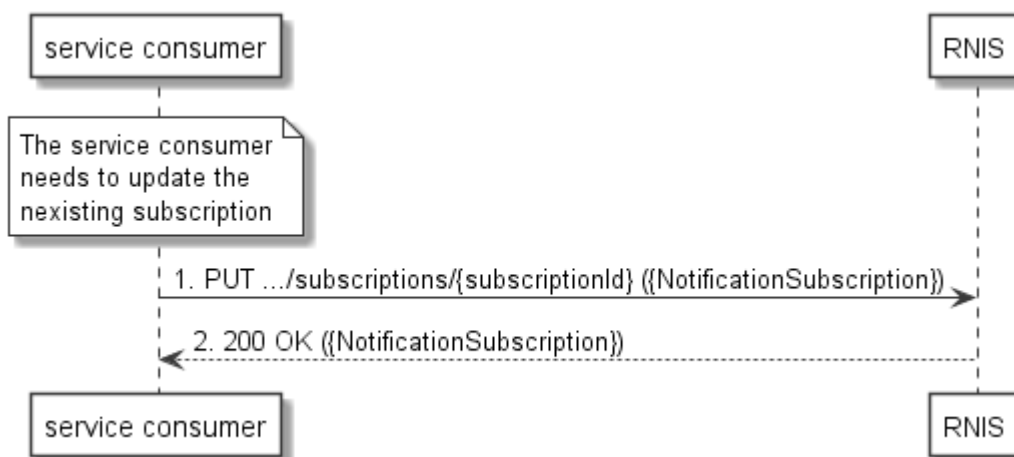 service consumer
RNIS
The service consumer
needs to update the
nexisting subscription
1. PUT .../subscriptions/{subscriptionId} ({NotificationSubscription})
2. 200 OK ({NotificationSubscription})
service consumer
RNIS